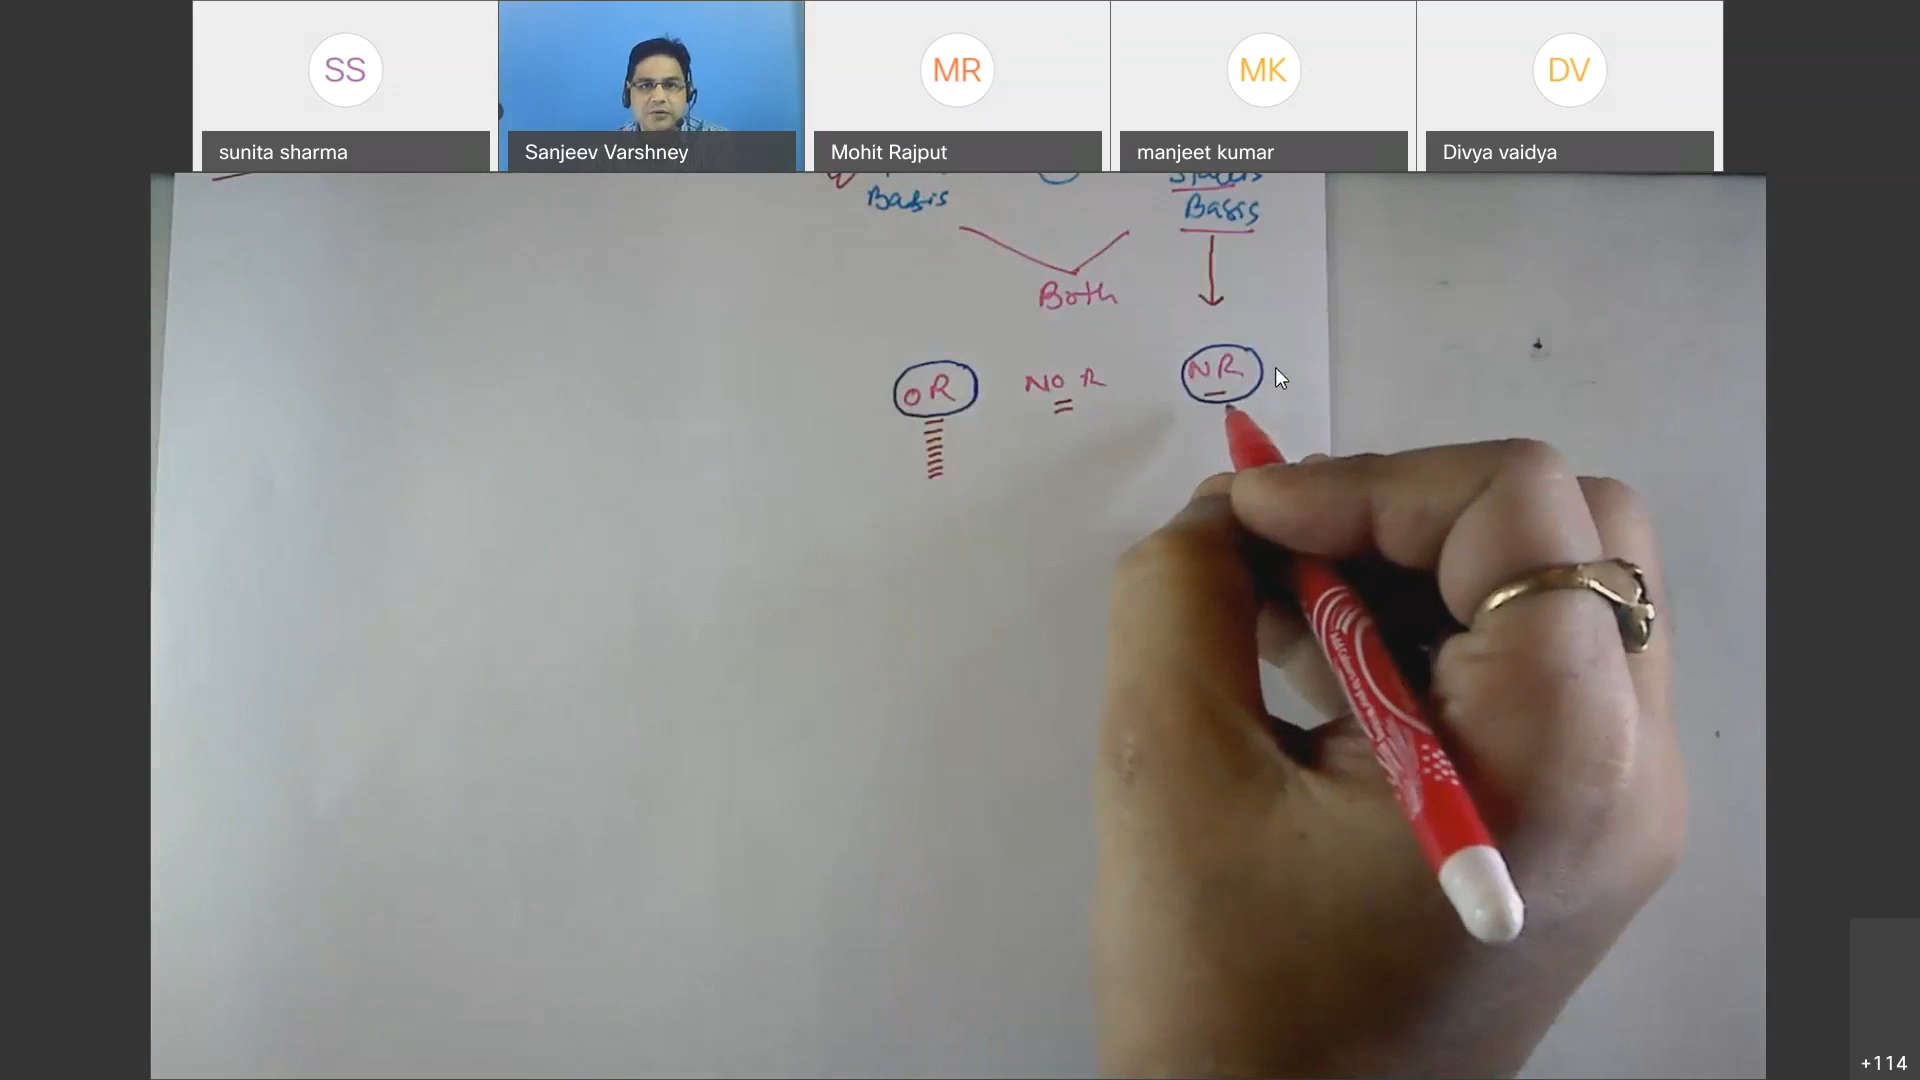 SS
MR
MK
DV
sunita sharma
Sanjeev Varshney
Mohit Rajput
manjeet kumar
Divya vaidya
Basis
Basis
Both
OR
NOR
NR
+114